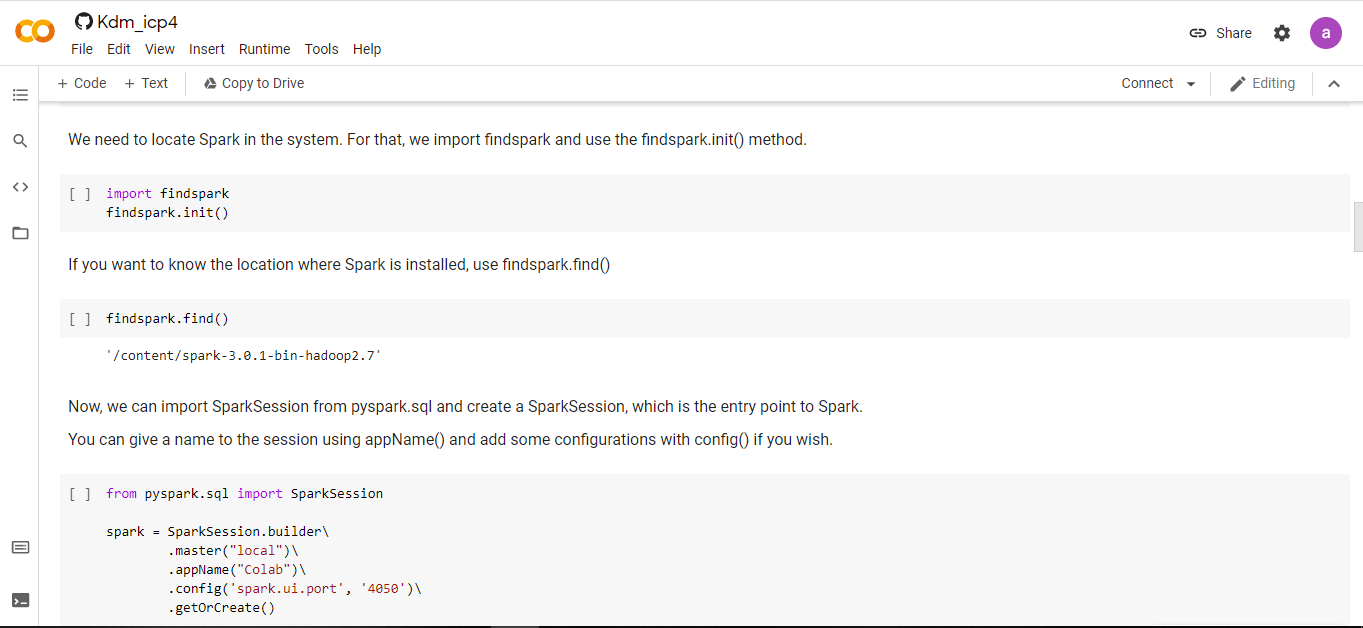 Kdm_icp4
File Edit View Insert Runtime Tools Help
Share
a
+ Code + Text Copy to Drive
Connect
Editing
We need to locate Spark in the system. For that, we import findspark and use the findspark.init() method.
[ ] import findspark
findspark.init()
If you want to know the location where Spark is installed, use findspark.find()
[ ] findspark.find()
'/content/spark-3.0.1-bin-hadoop2.7'
Now, we can import SparkSession from pyspark.sql and create a SparkSession, which is the entry point to Spark.
You can give a name to the session using appName() and add some configurations with config() if you wish.
[ ] from pyspark.sql import SparkSession
spark = SparkSession.builder\
.master("local")\
.appName("Colab")\
.config('spark.ui.port', '4050')\
.getOrCreate()